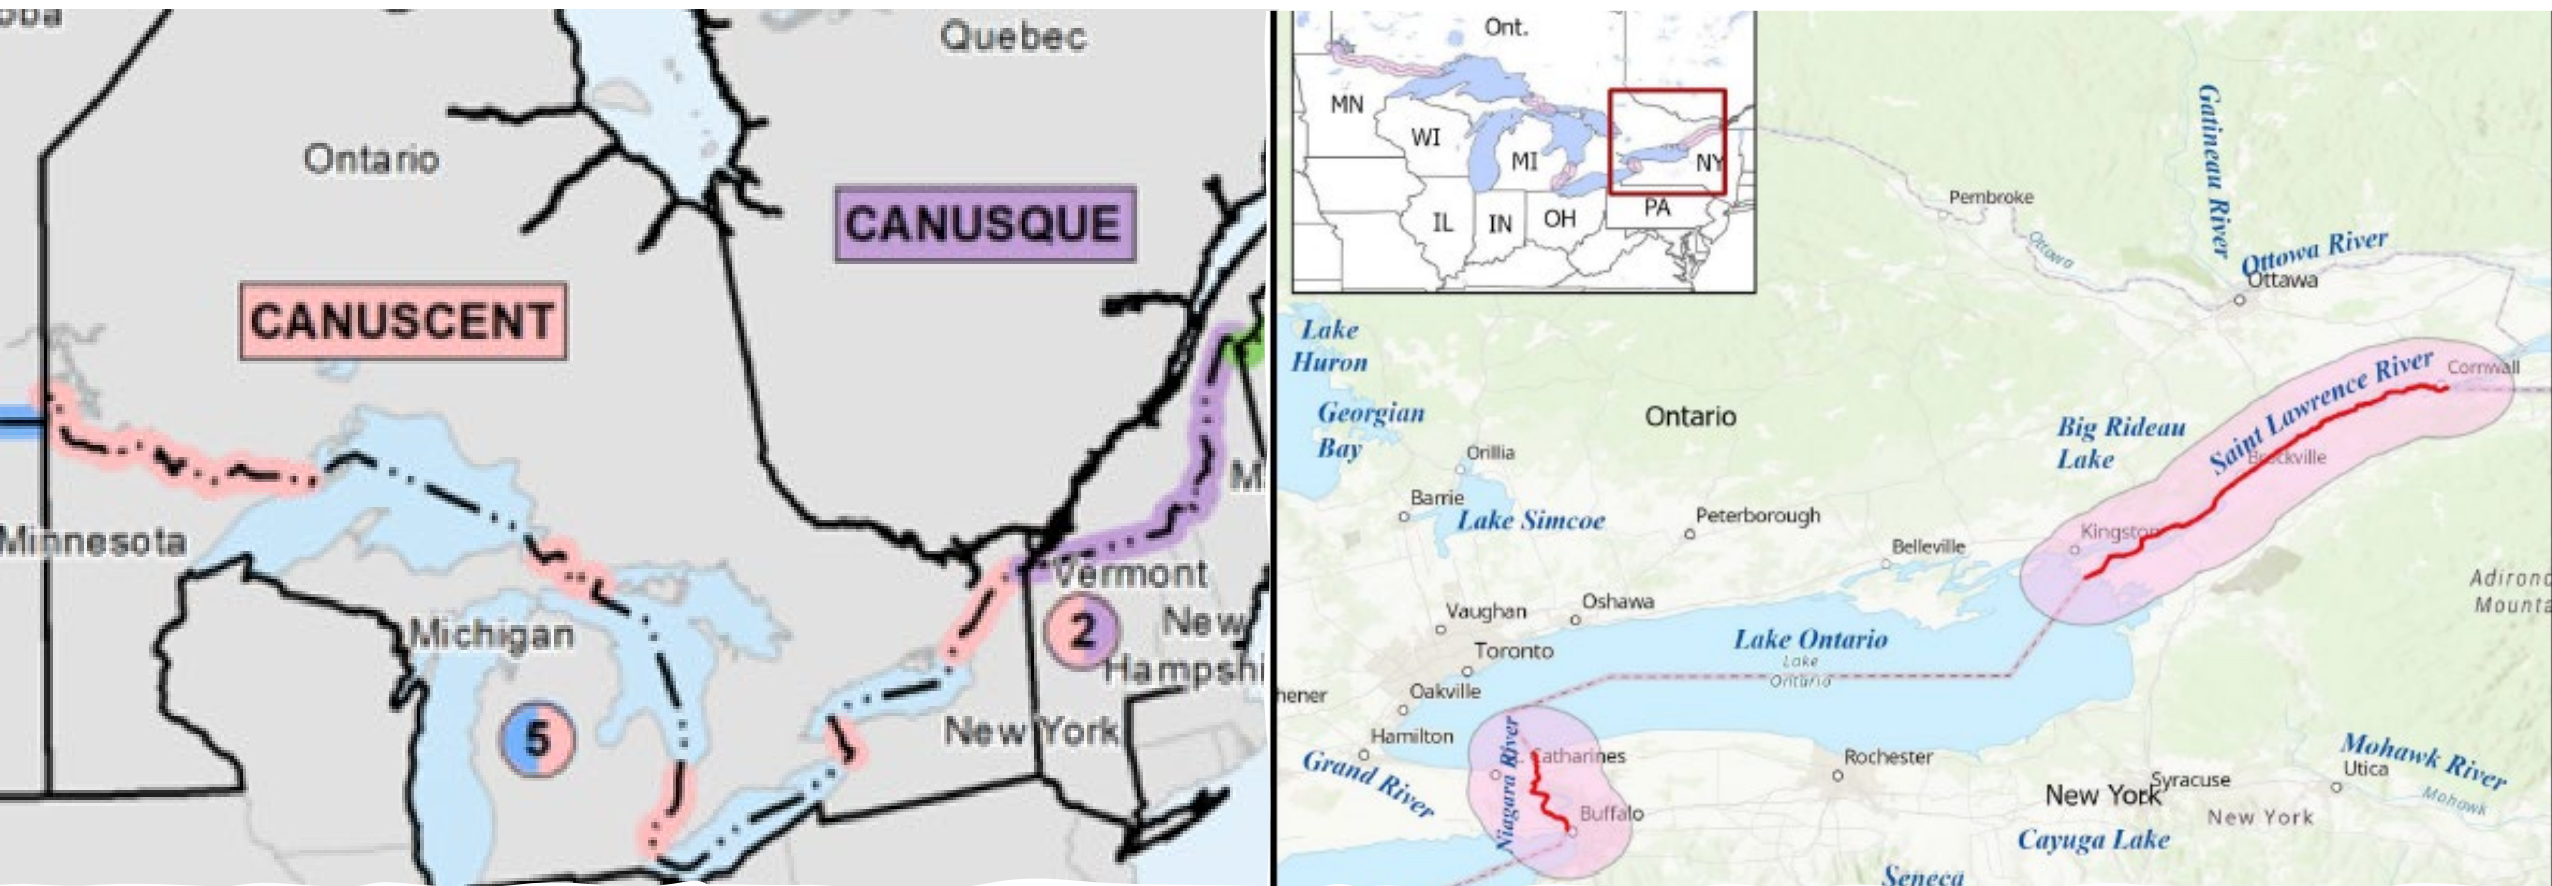 oba
Quebec
Ontario
CANUSQUE
CANUSCENT
M
Minnesota
Vermont
Michigan
2
New
Hampshi
5
New York
Ont.
MN
WI
MI
NY
IL
IN
OH
PA
Gatineau River
Pembroke
Ottawa
Ottowa River
Ottawa
Lake
Huron
Georgian
Bay
Ontario
Orillia
Barrie
Lake Simcoe
Peterborough
Big Rideau
Lake
Saint Lawrence River
Cornwall
Brockville
Kingston
Belleville
Adirond
Mounta
Vaughan
Oshawa
Toronto
Lake Ontario
Lake
Ontario
Oakville
hener
Hamilton
Grand River
Niagara River
Catharines
Buffalo
Rochester
Mohawk River
Utica
Mohawk
Syracuse
New York
New York
Cayuga Lake
Seneca